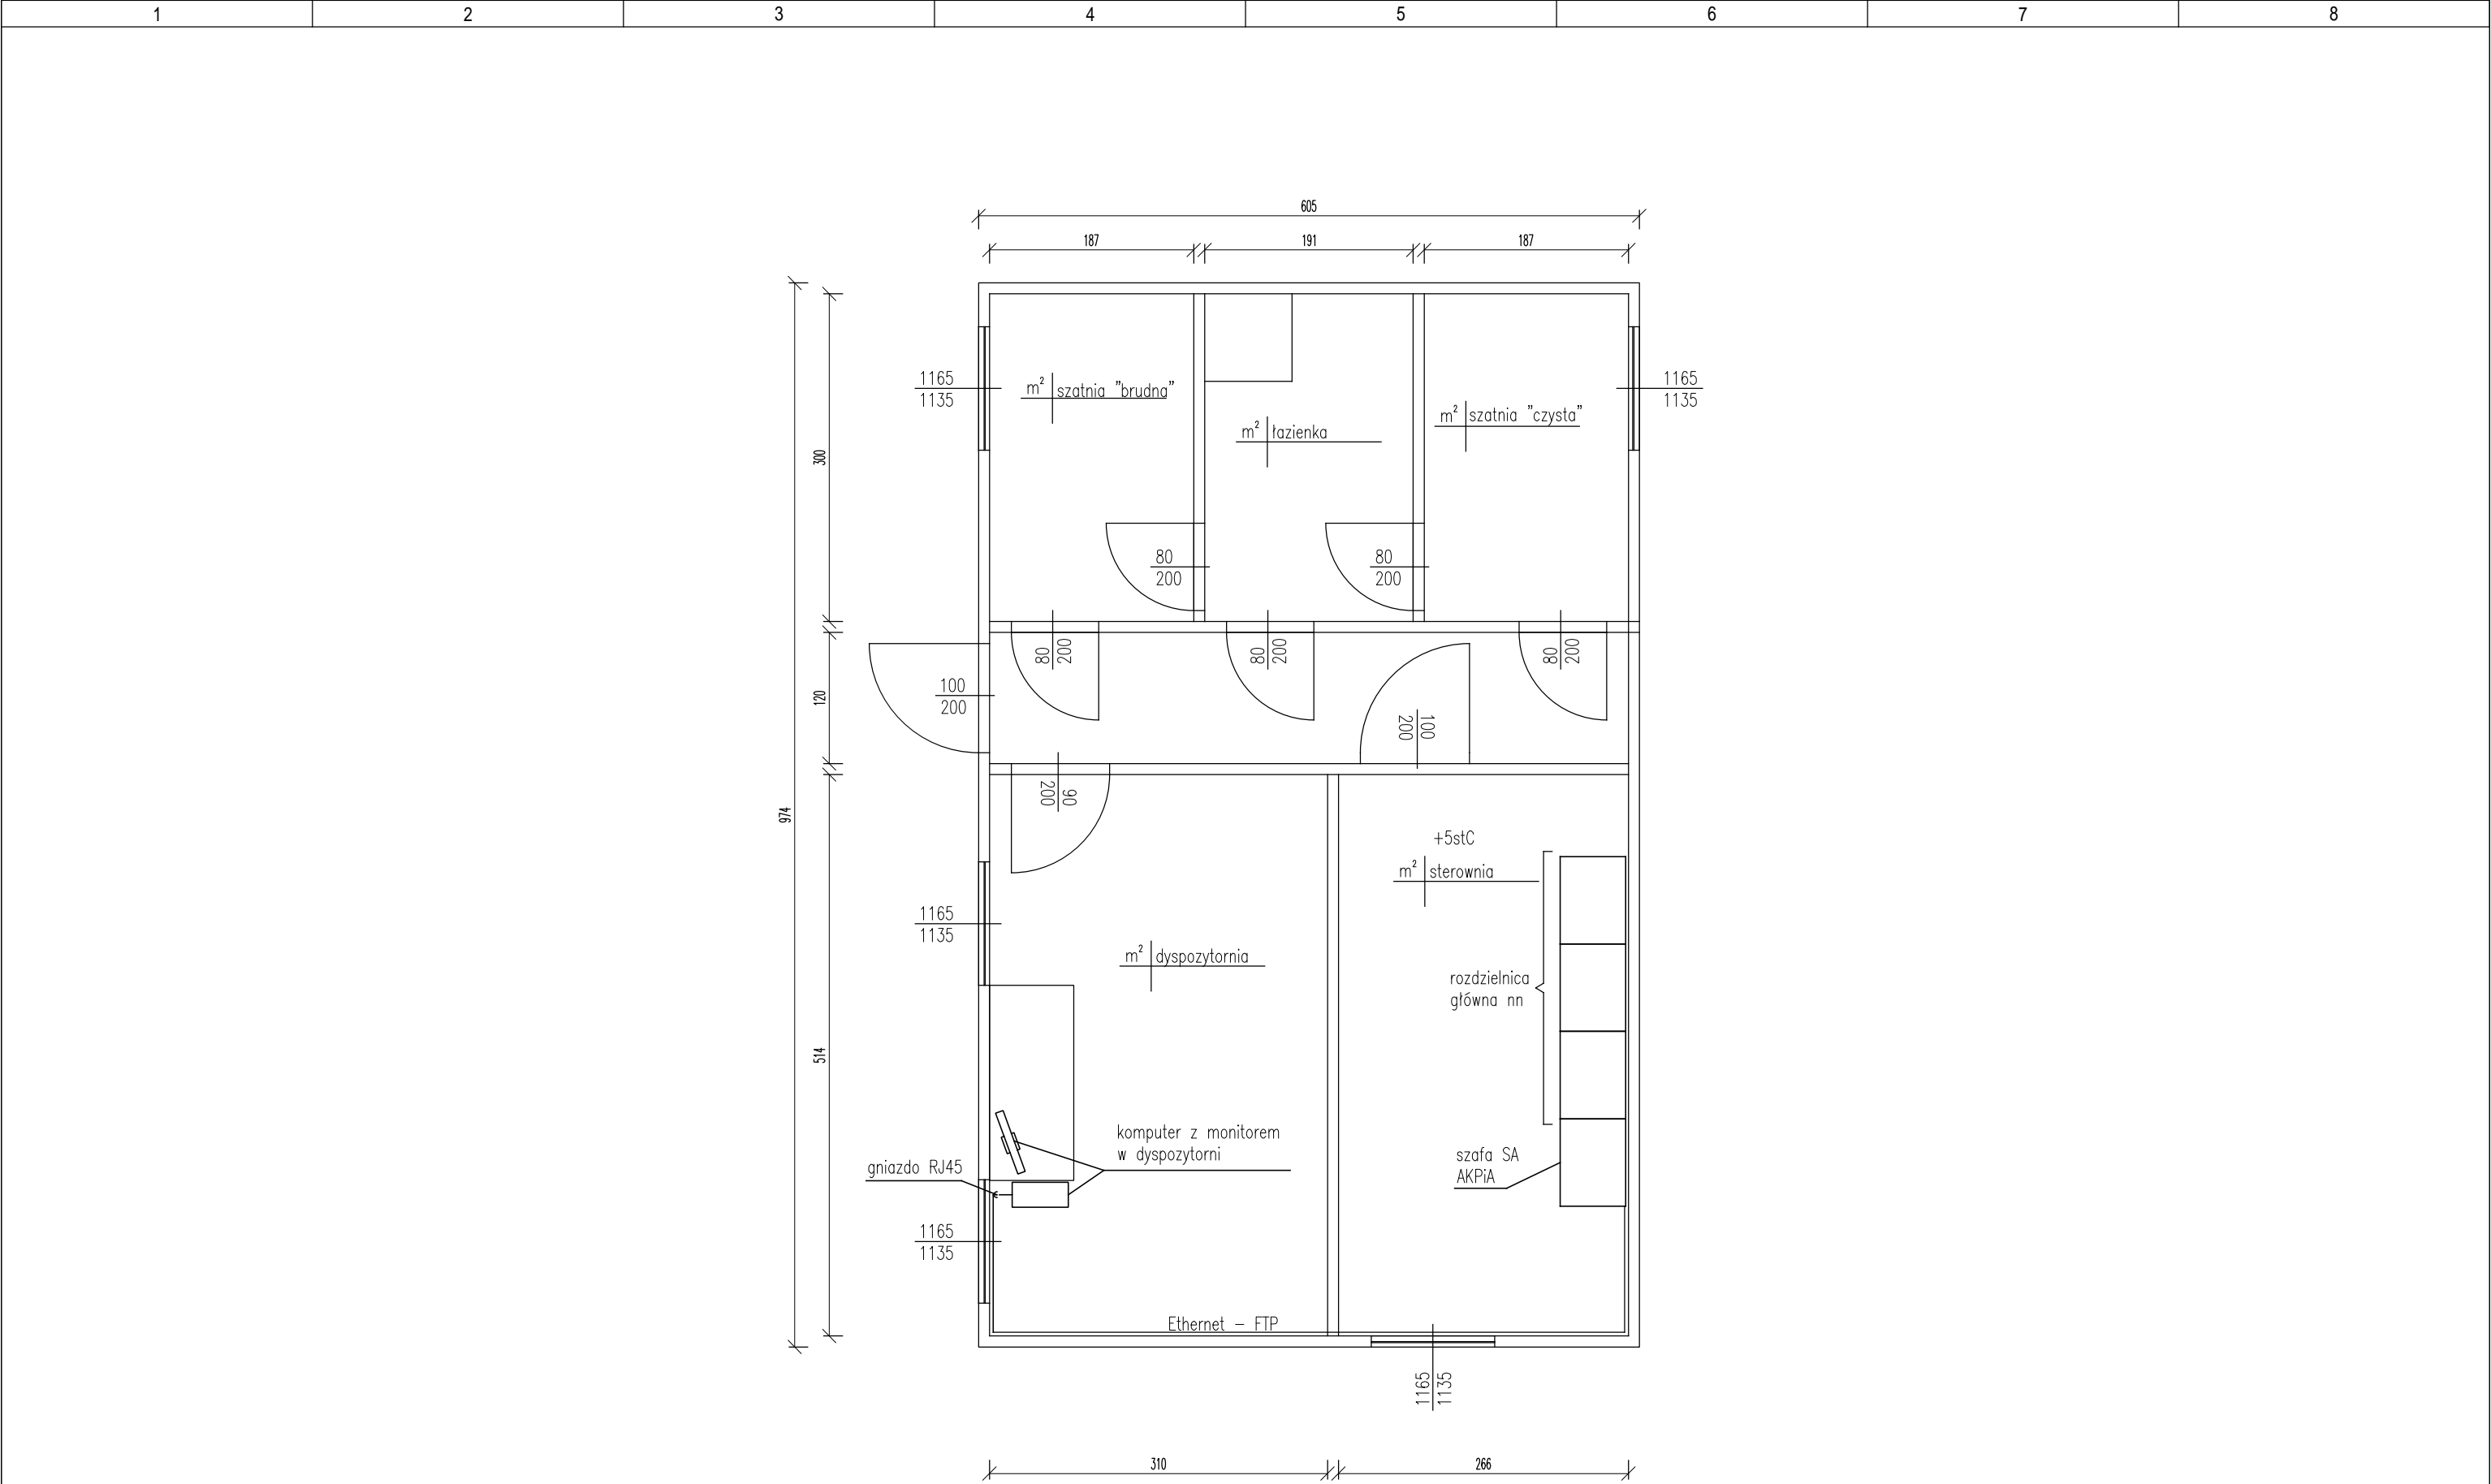 1 2 3 4 5 6 7 8
605
187 191 187
1165
1135
m² szatnia "brudna"
1165
1135
m² szatnia "czysta"
m² łazienka
300
80
200
80
200
80
200
80
200
80
200
100
200
120
100
200
90
200
974
+5stC
m² sterownia
1165
1135
m² dyspozytornia
rozdzielnica
główna nn
514
komputer z monitorem
w dyspozytorni
gniazdo RJ45
szafa SA
AKPiA
1165
1135
Ethernet – FTP
1165
1135
310 266